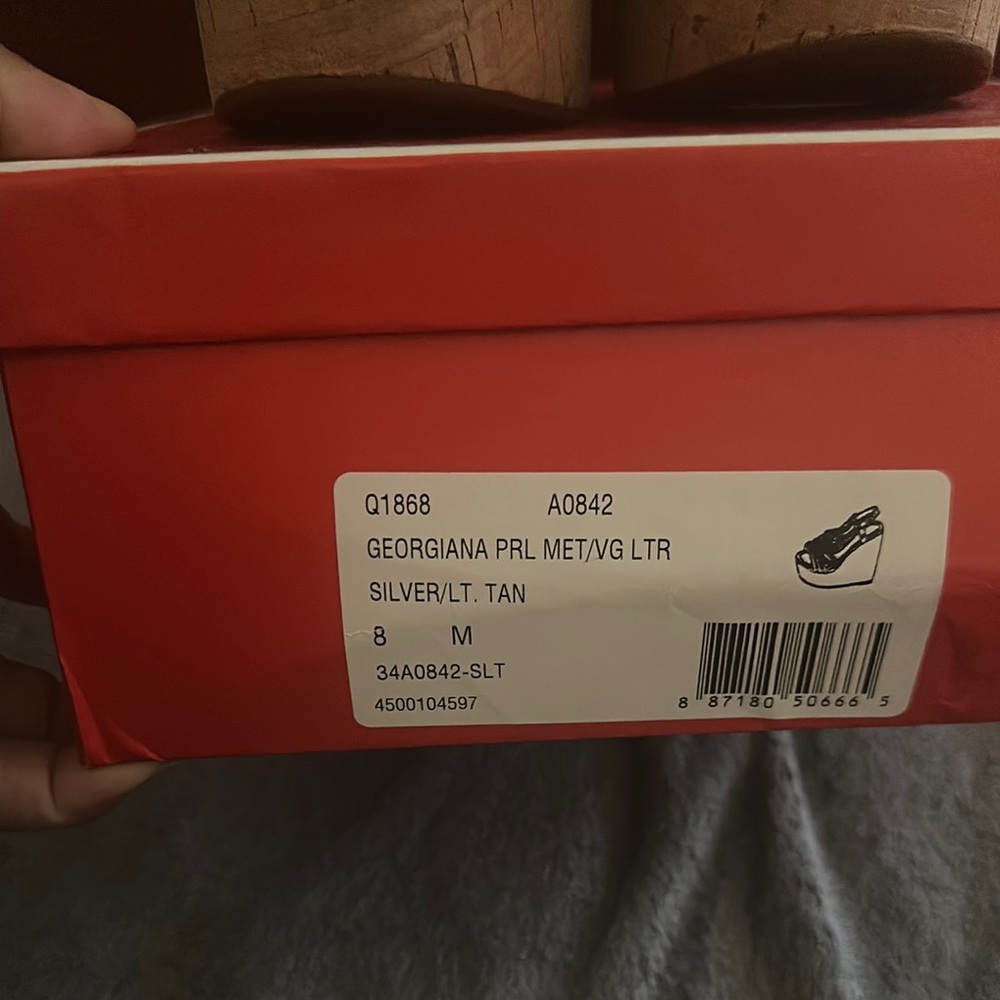 Q1868 A0842
GEORGIANA PRL MET/VG LTR
SILVER/LT. TAN
8 M
34A0842-SLT
4500104597
8 87180 50666 5